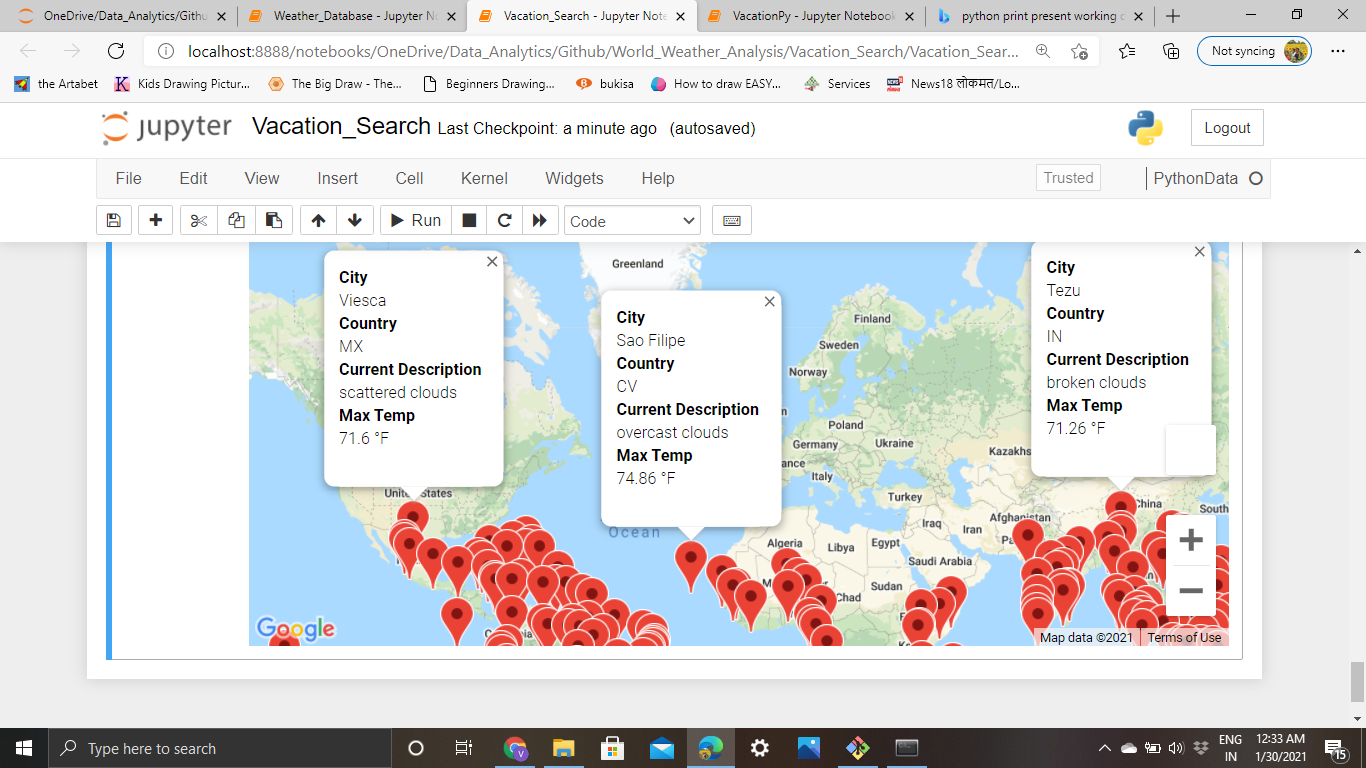 OneDrive/Data_Analytics/Githu
Weather_Database - Jupyter No
Vacation_Search - Jupyter Note
VacationPy - Jupyter Notebook
python print present working
localhost:8888/notebooks/OneDrive/Data_Analytics/Github/World_Weather_Analysis/Vacation_Search/Vacation_Sear...
Not syncing
the Artabet
Kids Drawing Pictur...
The Big Draw - The...
Beginners Drawing...
bukisa
How to draw EASY...
Services
News18 लोकमत/Lo...
jupyter
Vacation_Search Last Checkpoint: a minute ago (autosaved)
Logout
File Edit View Insert Cell Kernel Widgets Help
Trusted
PythonData
Run
Code
City
Viesca
Country
MX
Current Description
scattered clouds
Max Temp
71.6 °F
City
Sao Filipe
Country
CV
Current Description
overcast clouds
Max Temp
74.86 °F
City
Tezu
Country
IN
Current Description
broken clouds
Max Temp
71.26 °F
Greenland
Finland
Sweden
Norway
Poland
Germany
Ukraine
Kazakhs
ance
Italy
Turkey
United States
Ocean
Iraq
Iran
Afghanistan
China
South
Algeria
Libya
Egypt
Saudi Arabia
Sudan
Chad
Google
Map data ©2021
Terms of Use
Type here to search
V
ENG
IN
12:33 AM
1/30/2021
15